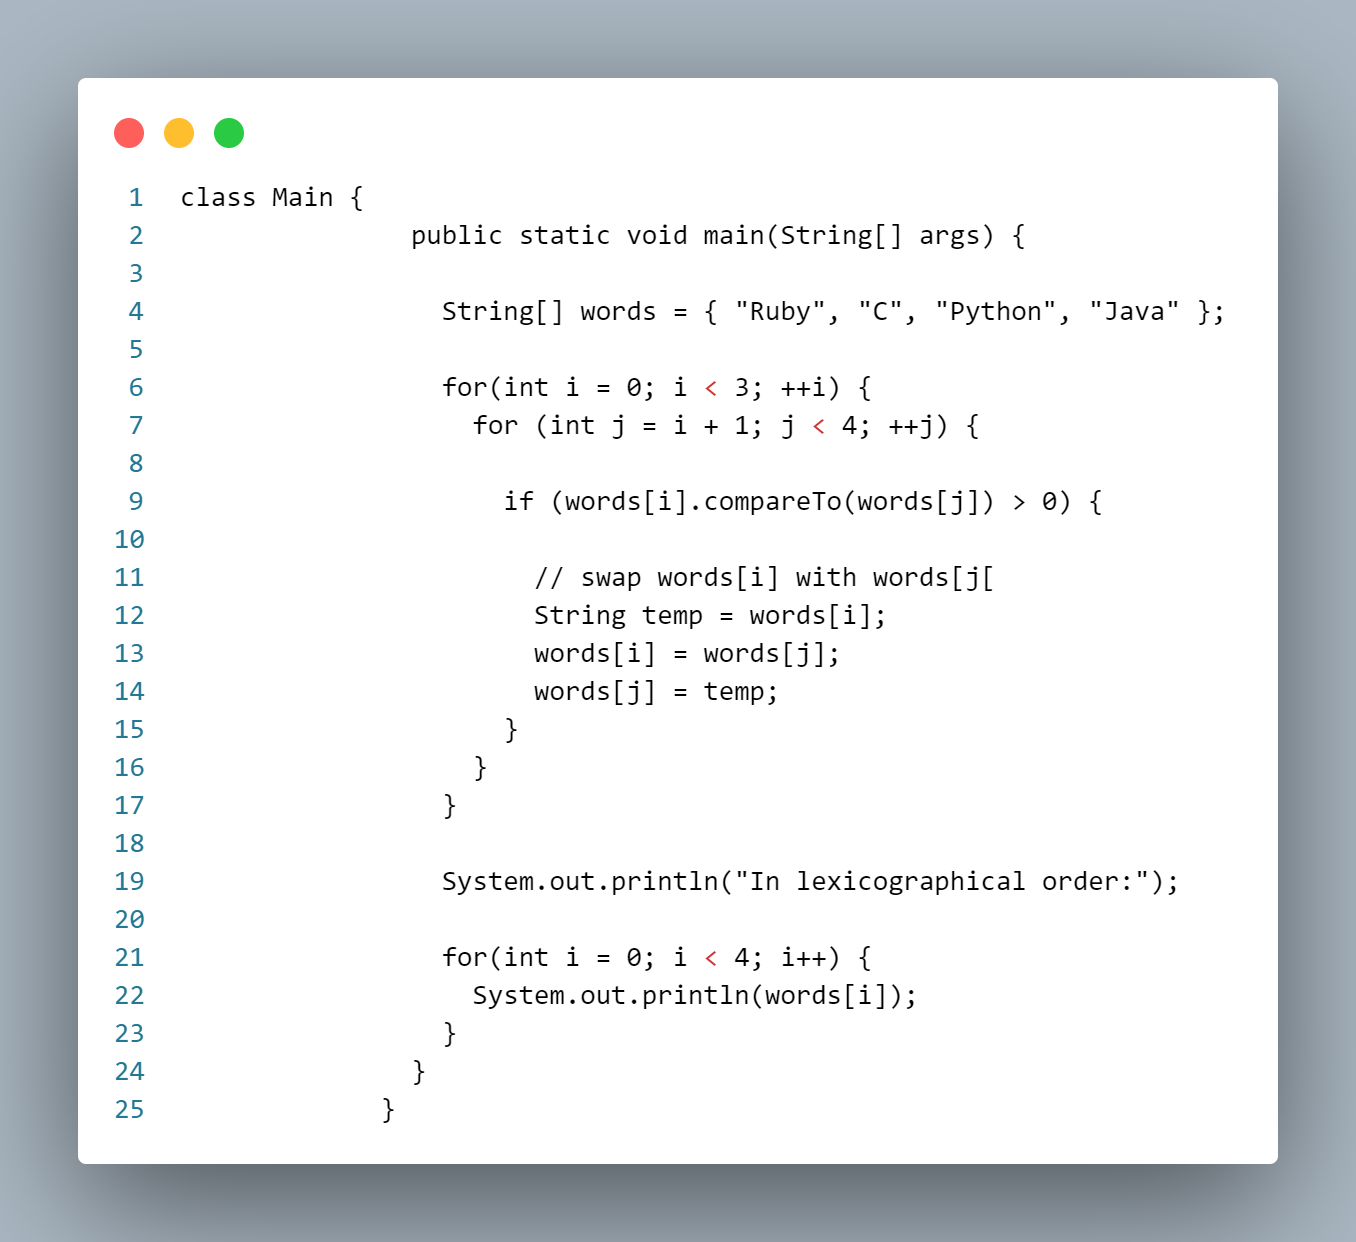 1 class Main {
2 public static void main(String[] args) {
3
4 String[] words = { "Ruby", "C", "Python", "Java" };
5
6 for(int i = 0; i < 3; ++i) {
7 for (int j = i + 1; j < 4; ++j) {
8
9 if (words[i].compareTo(words[j]) > 0) {
10
11 // swap words[i] with words[j[
12 String temp = words[i];
13 words[i] = words[j];
14 words[j] = temp;
15 }
16 }
17 }
18
19 System.out.println("In lexicographical order:");
20
21 for(int i = 0; i < 4; i++) {
22 System.out.println(words[i]);
23 }
24 }
25 }